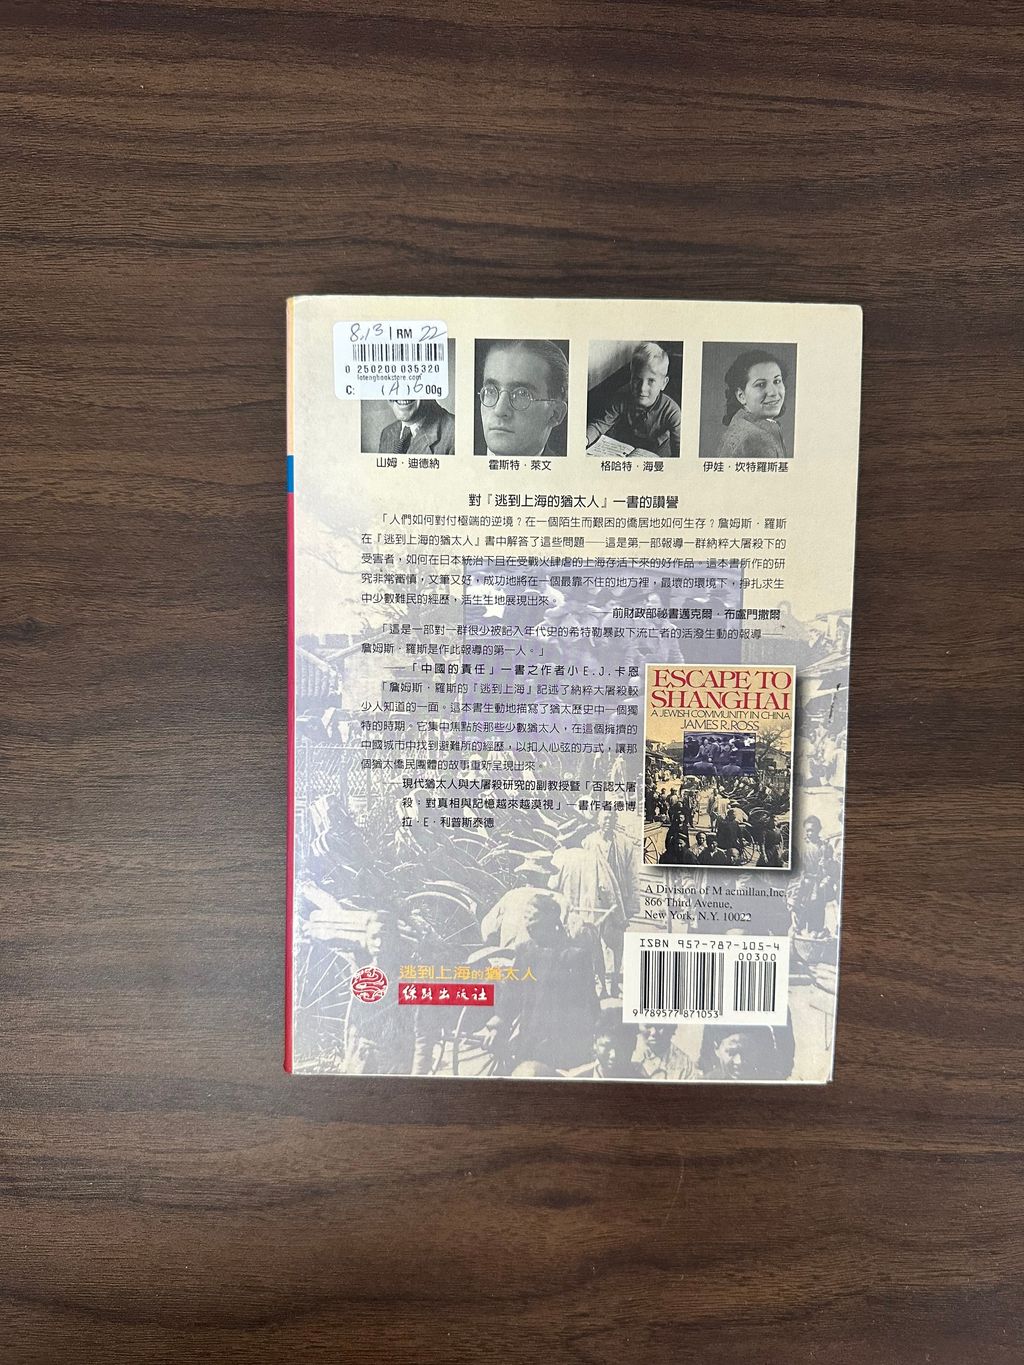 8.13 | RM 22
0 250200 035320
lotengbookstore.com
C: 1A16 00g
山姆·迪德納
霍斯特·萊文
格哈特·海曼
伊娃·坎特羅斯基
對『逃到上海的猶太人』一書的讚譽
「人們如何對付極端的逆境？在一個陌生而艱困的僑居地如何生存？詹姆斯·羅斯
在『逃到上海的猶太人』書中解答了這些問題——這是第一部報導一群納粹大屠殺下的
受害者，如何在日本統治下且在受戰火肆虐的上海存活下來的好作品。這本書所作的研
究非常審慎，文筆又好，成功地將在一個最靠不住的地方裡，最壞的環境下，掙扎求生
中少數難民的經歷，活生生地展現出來。
——前財政部祕書邁克爾·布盧門撒爾
「這是一部對一群很少被記入年代史的希特勒暴政下流亡者的活潑生動的報導——
詹姆斯·羅斯是作此報導的第一人。」
——「中國的責任」一書之作者小E.J.卡恩
「詹姆斯·羅斯的『逃到上海』記述了納粹大屠殺較
少人知道的一面。這本書生動地描寫了猶太歷史中一個獨
特的時期。它集中焦點於那些少數猶太人，在這個擁擠的
中國城市中找到避難所的經歷，以扣人心弦的方式，讓那
個猶太僑民團體的故事重新呈現出來。
——現代猶太人與大屠殺研究的副教授暨「否認大屠
殺：對真相與記憶越來越漠視」一書作者德博
拉·E·利普斯泰德
ESCAPE TO
SHANGHAI
A JEWISH COMMUNITY IN CHINA
JAMES R. ROSS
A Division of M acmillan,Inc.
866 Third Avenue,
New York, N.Y. 10022
ISBN 957-787-105-4
00300
9 789577 871053
逃到上海的猶太人
絲路出版社